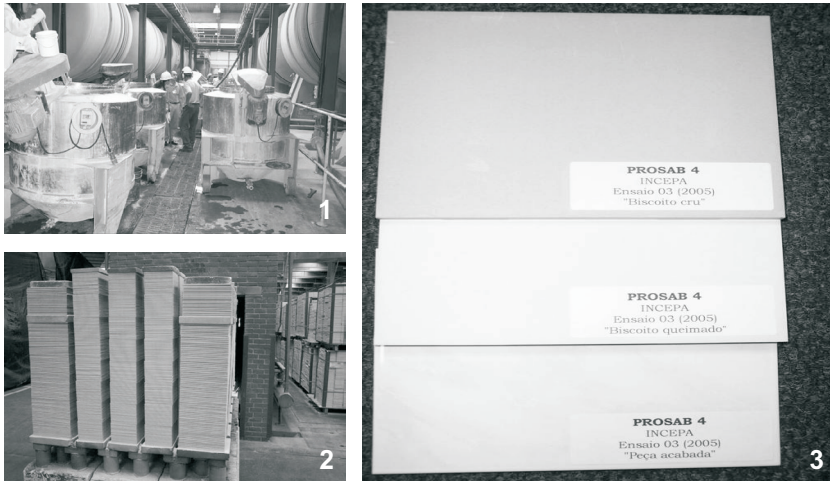 1
2
PROSAB 4
INCEPA
Ensaio 03 (2005)
"Biscoito cru"
PROSAB 4
INCEPA
Ensaio 03 (2005)
"Biscoito queimado"
PROSAB 4
INCEPA
Ensaio 03 (2005)
"Peça acabada"
3